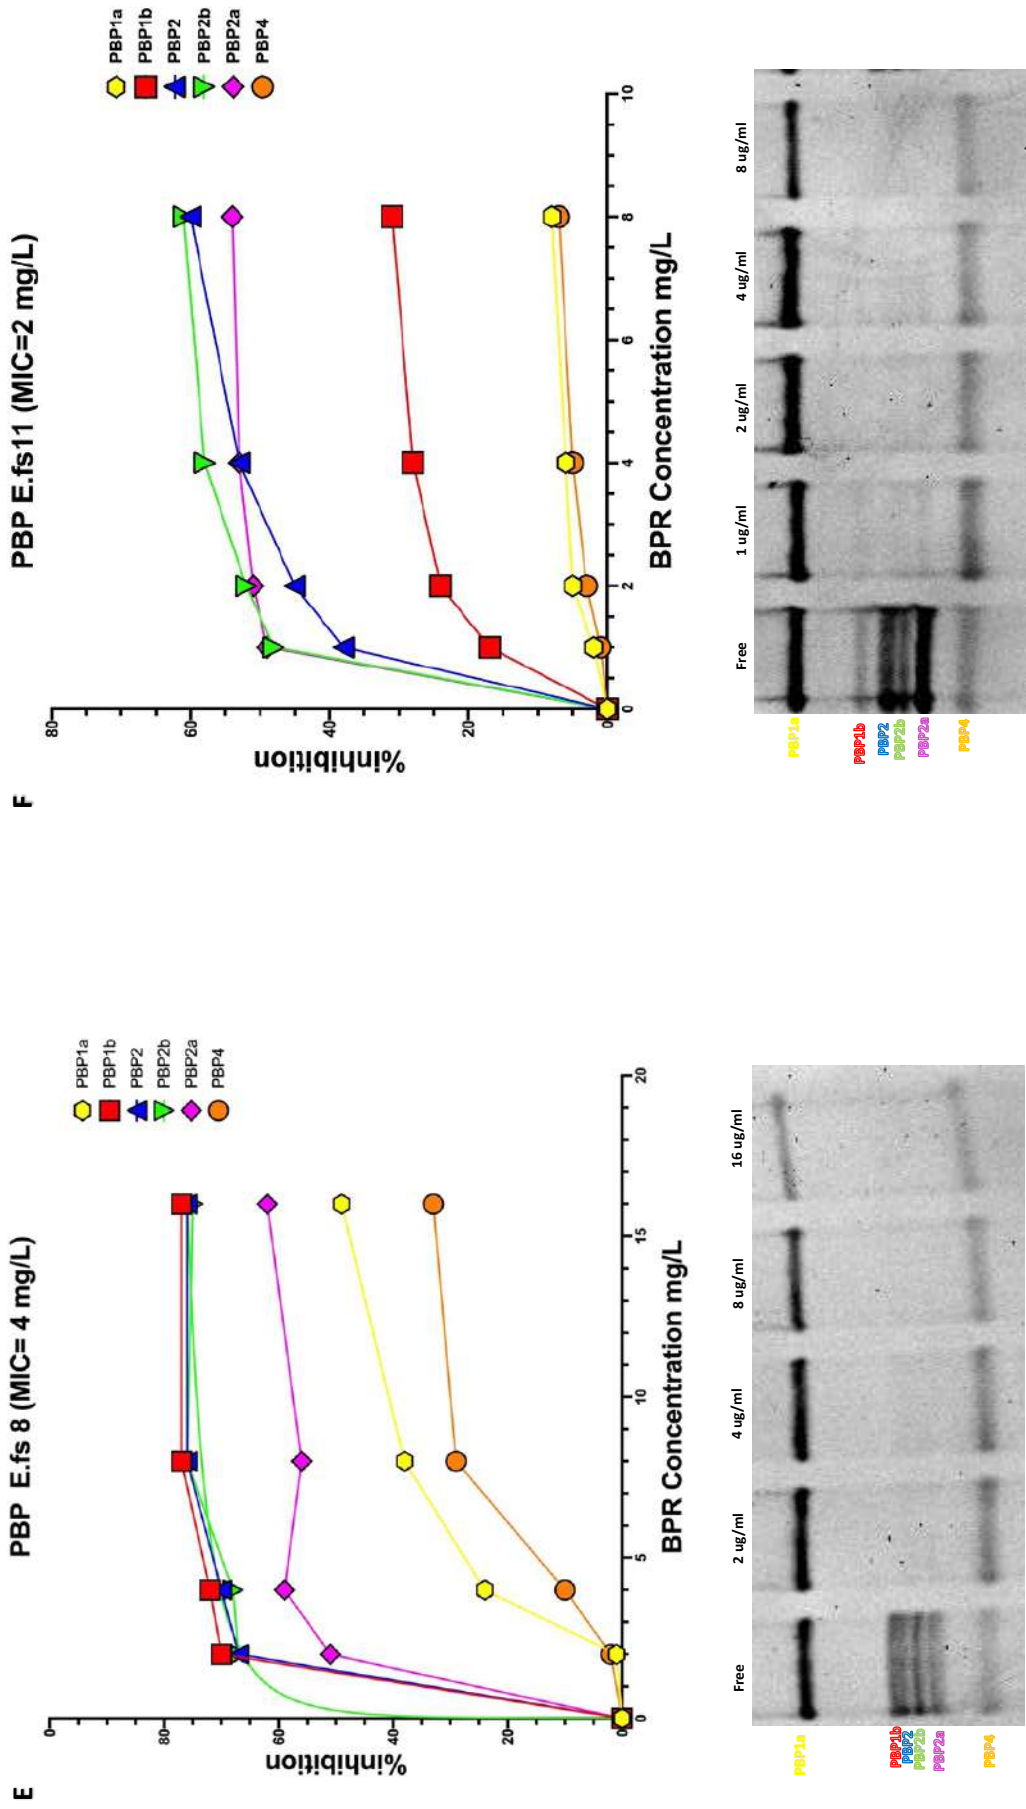 E
PBP E.fs 8 (MIC= 4 mg/L)
PBP1a
PBP1b
PBP2
PBP2b
PBP2a
PBP4
%inhibition
80
60
40
20
0
0 5 10 15 20
BPR Concentration mg/L
Free 2 ug/ml 4 ug/ml 8 ug/ml 16 ug/ml
PBP1a
PBP1b
PBP2
PBP2b
PBP2a
PBP4
F
PBP E.fs11 (MIC=2 mg/L)
PBP1a
PBP1b
PBP2
PBP2b
PBP2a
PBP4
%inhibition
80
60
40
20
0
0 2 4 6 8 10
BPR Concentration mg/L
Free 1 ug/ml 2 ug/ml 4 ug/ml 8 ug/ml
PBP1a
PBP1b
PBP2
PBP2b
PBP2a
PBP4